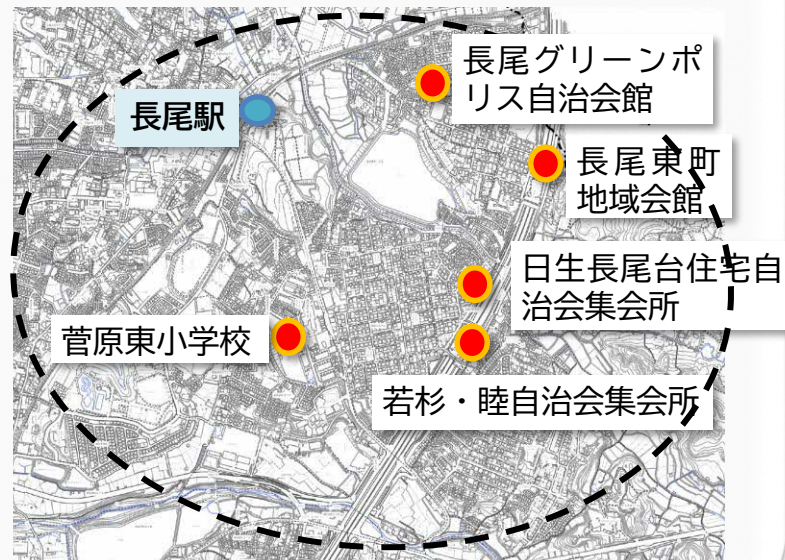 長尾グリーンポ
リス自治会館
長尾駅
長尾東町
地域会館
日生長尾台住宅自
治会集会所
菅原東小学校
若杉・睦自治会集会所